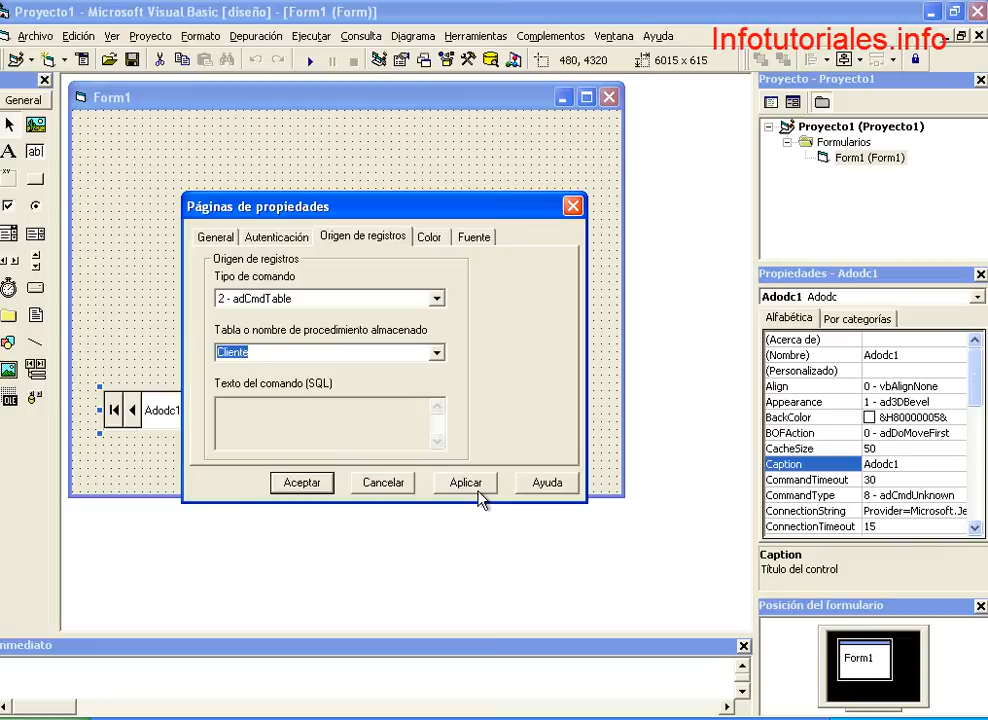 Proyecto1 - Microsoft Visual Basic [diseño] - [Form1 (Form)]
Archivo Edición Ver Proyecto Formato Depuración Ejecutar Consulta Diagrama Herramientas Complementos Ventana Ayuda
Infotutoriales.info
480, 4320
6015 x 615
General
Form1
Adodc1
Páginas de propiedades
General Autenticación Origen de registros Color Fuente
Origen de registros
Tipo de comando
2 - adCmdTable
Tabla o nombre de procedimiento almacenado
Cliente
Texto del comando (SQL)
Aceptar Cancelar Aplicar Ayuda
Proyecto - Proyecto1
Proyecto1 (Proyecto1)
Formularios
Form1 (Form1)
Propiedades - Adodc1
Adodc1 Adodc
Alfabética Por categorías
(Acerca de)
(Nombre) Adodc1
(Personalizado)
Align 0 - vbAlignNone
Appearance 1 - ad3DBevel
BackColor &H80000005&
BOFAction 0 - adDoMoveFirst
CacheSize 50
Caption Adodc1
CommandTimeout 30
CommandType 8 - adCmdUnknown
ConnectionString Provider=Microsoft.Je
ConnectionTimeout 15
Caption
Título del control
Posición del formulario
Form1
nmediato